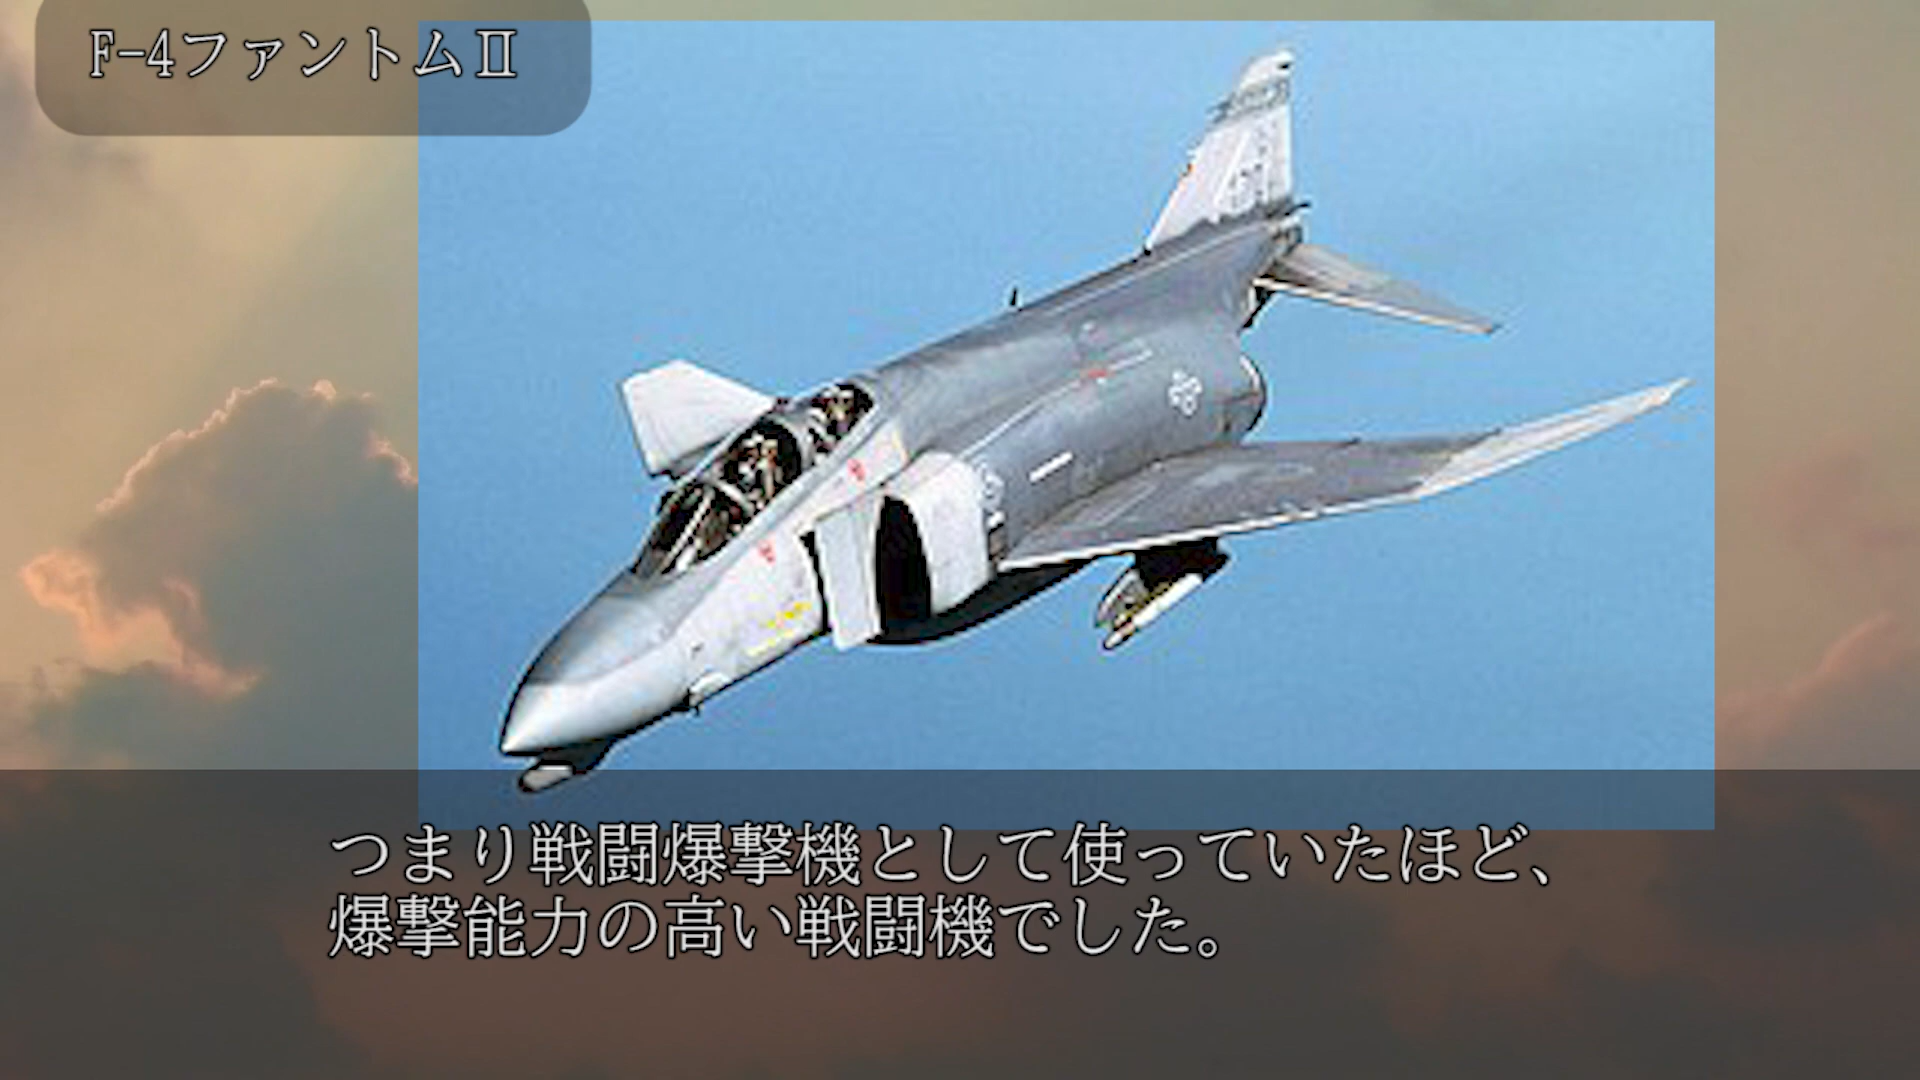 F-4ファントムⅡ
つまり戦闘爆撃機として使っていたほど、
爆撃能力の高い戦闘機でした。